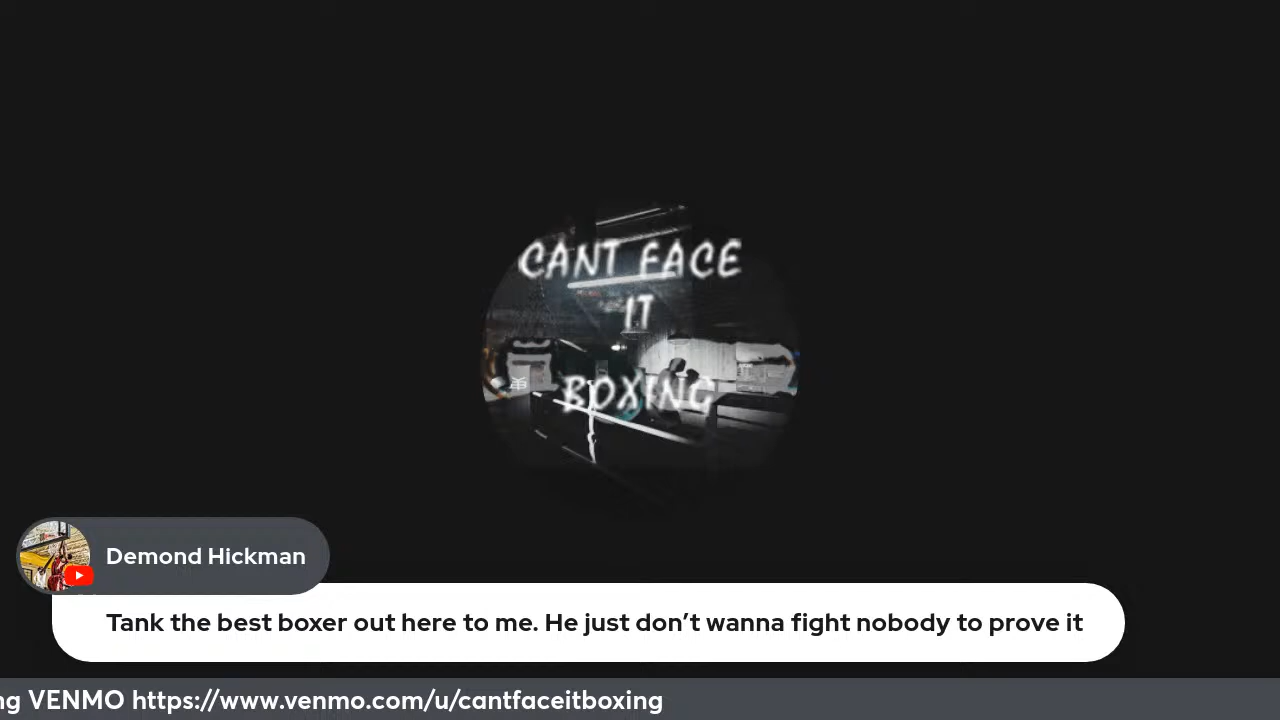 CANT FACE
IT
BOXING
Demond Hickman
Tank the best boxer out here to me. He just don’t wanna fight nobody to prove it
ng VENMO https://www.venmo.com/u/cantfaceitboxing